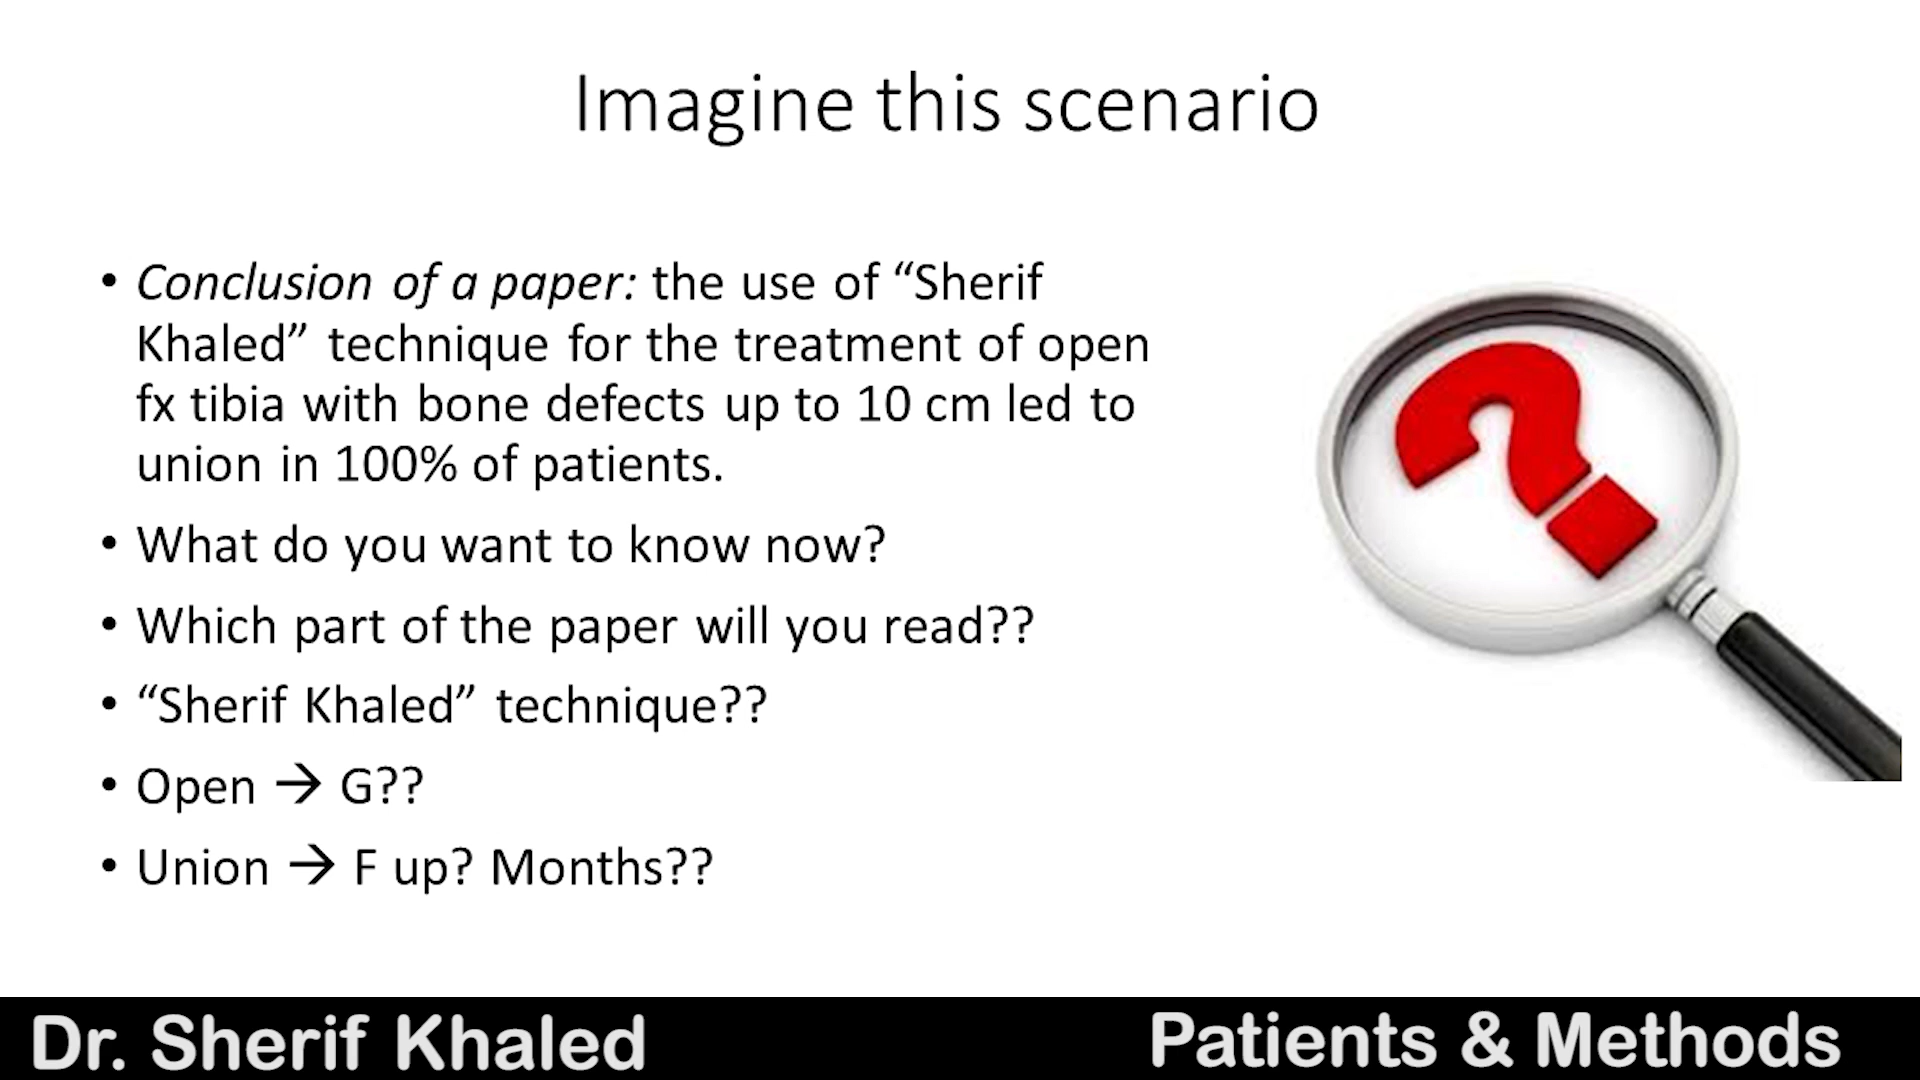 Imagine this scenario
• Conclusion of a paper: the use of “Sherif
Khaled” technique for the treatment of open
fx tibia with bone defects up to 10 cm led to
union in 100% of patients.
• What do you want to know now?
• Which part of the paper will you read??
• “Sherif Khaled” technique??
• Open → G??
• Union → F up? Months??
Dr. Sherif Khaled
Patients & Methods